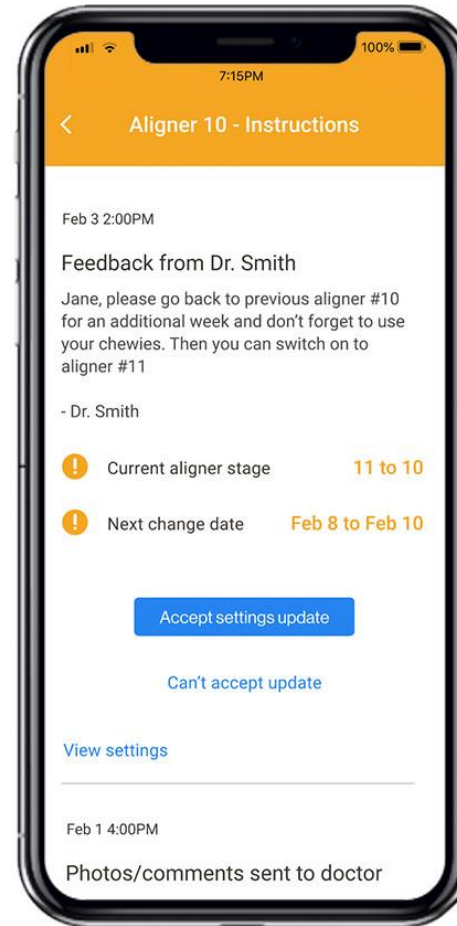 100%
7:15PM
Aligner 10 - Instructions
Feb 3 2:00PM
Feedback from Dr. Smith
Jane, please go back to previous aligner #10
for an additional week and don't forget to use
your chewies. Then you can switch on to
aligner #11
- Dr. Smith
Current aligner stage 11 to 10
Next change date Feb 8 to Feb 10
Accept settings update
Can't accept update
View settings
Feb 1 4:00PM
Photos/comments sent to doctor